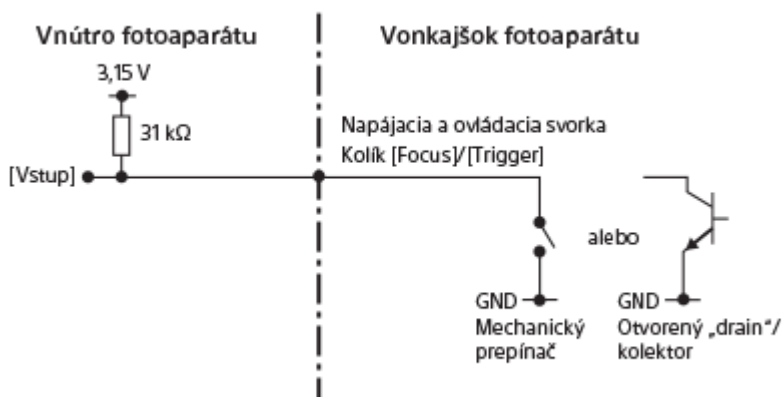 Vnútro fotoaparátu
Vonkajšok fotoaparátu
3,15 V
31 kΩ
[Vstup]
Napájacia a ovládacia svorka
Kolík [Focus]/[Trigger]
alebo
GND
Mechanický
prepínač
GND
Otvorený „drain“/
kolektor